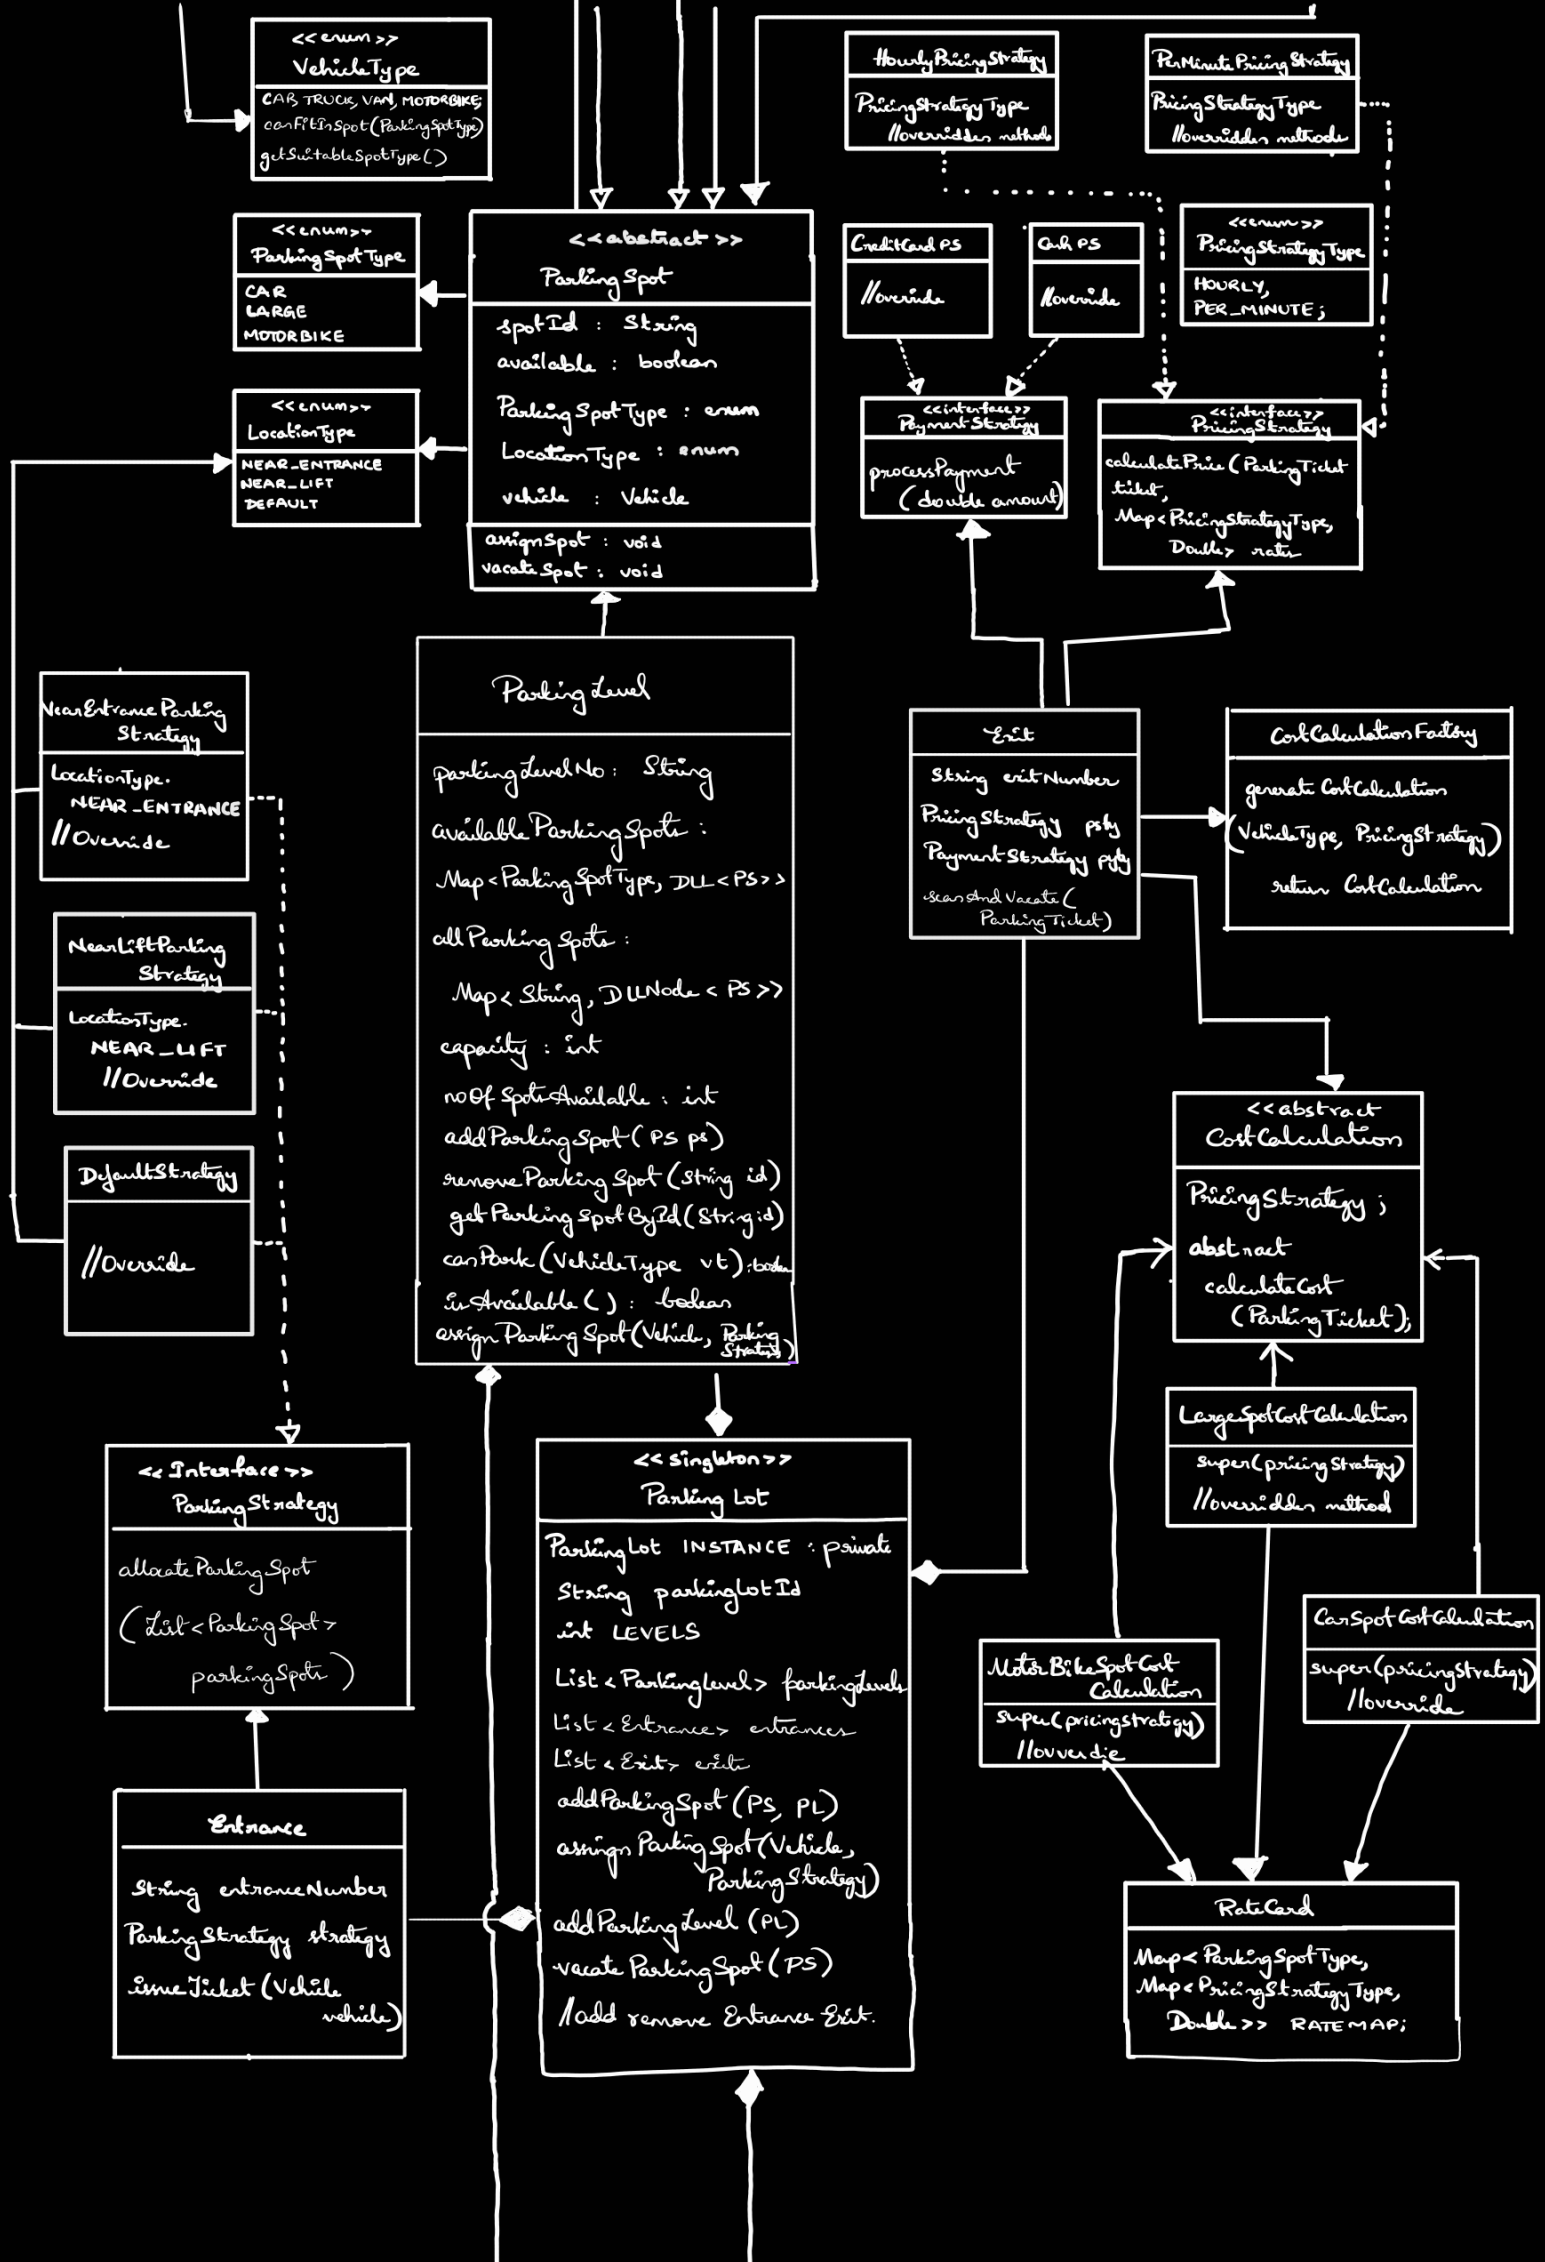 <<enum>>
VehicleType
CAR, TRUCK, VAN, MOTORBIKE;
canFitInSpot(ParkingSpotType)
getSuitableSpotType()
HourlyPricingStrategy
PricingStrategyType
//overridden methods
PerMinutePricingStrategy
PricingStrategyType
//overridden methods
<<enum>>
ParkingSpotType
CAR
LARGE
MOTORBIKE
<<abstract>>
ParkingSpot
spotId : String
available : boolean
ParkingSpotType : enum
LocationType : enum
vehicle : Vehicle
assignSpot : void
vacateSpot : void
CreditCard PS
//override
Cash PS
//override
<<enum>>
PricingStrategyType
HOURLY,
PER_MINUTE;
<<enum>>
LocationType
NEAR_ENTRANCE
NEAR_LIFT
DEFAULT
<<interface>>
PaymentStrategy
processPayment
(double amount)
<<interface>>
PricingStrategy
calculatePrice(ParkingTicket
ticket,
Map<PricingStrategyType,
Double> rates
NearEntranceParking
Strategy
LocationType.
NEAR_ENTRANCE
//Override
NearLiftParking
Strategy
LocationType.
NEAR_LIFT
//Override
DefaultStrategy
//Override
ParkingLevel
parkingLevelNo : String
availableParkingSpots :
Map<ParkingSpotType, DLL<PS>>
allParkingSpots :
Map<String, DLLNode<PS>>
capacity : int
noOfSpotsAvailable : int
addParkingSpot(PS ps)
removeParkingSpot(String id)
getParkingSpotById(String id)
canPark(VehicleType vt) : boolean
isAvailable() : boolean
assignParkingSpot(Vehicle, Parking
Strategy)
Exit
String exitNumber
PricingStrategy psty
PaymentStrategy pyty
scanAndVacate(
ParkingTicket)
CostCalculationFactory
generate CostCalculation
(VehicleType, PricingStrategy)
return CostCalculation
<<abstract
CostCalculation
PricingStrategy;
abstract
calculateCost
(ParkingTicket);
LargeSpotCostCalculation
super(pricingStrategy)
//overridden method
<<Interface>>
ParkingStrategy
allocateParkingSpot
(List<ParkingSpot>
parkingSpots)
<<singleton>>
Parking Lot
ParkingLot INSTANCE : private
String parkingLotId
int LEVELS
List<ParkingLevel> parkingLevels
List<Entrance> entrances
List<Exit> exits
addParkingSpot(PS, PL)
assignParkingSpot(Vehicle,
ParkingStrategy)
addParkingLevel(PL)
vacateParkingSpot(PS)
//add remove Entrance Exit.
MotorBikeSpotCost
Calculation
super(pricingstrategy)
//ovverdie
CarSpotCostCalculation
super(pricingstrategy)
//override
Entrance
String entranceNumber
ParkingStrategy strategy
issueTicket(Vehicle
vehicle)
RateCard
Map<ParkingSpotType,
Map<PricingStrategyType,
Double>> RATEMAP;